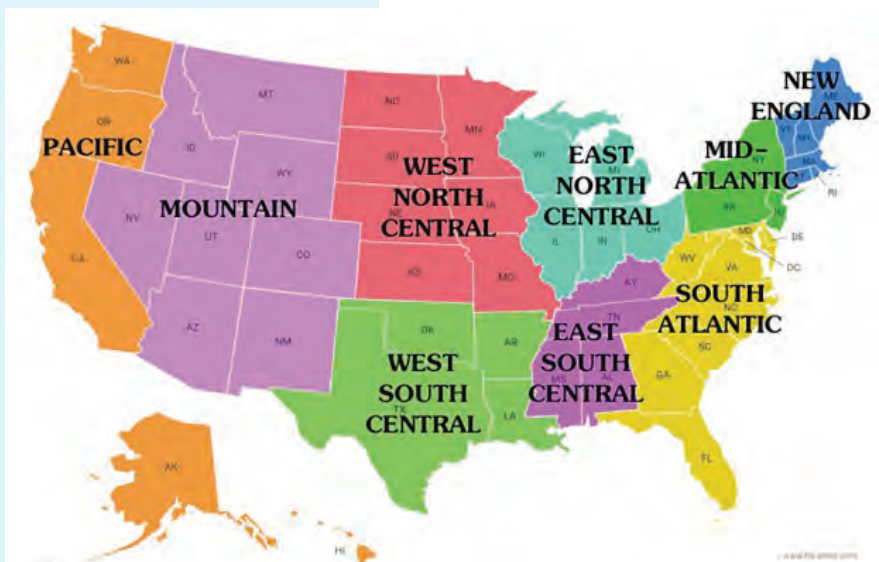 WA
MT
ND
MN
OR
ID
SD
WI
MI
ME
VT
NH
NEW
ENGLAND
PACIFIC
WY
WEST
NORTH
CENTRAL
EAST
NORTH
CENTRAL
MID-
ATLANTIC
NY
MA
CT
RI
MOUNTAIN
NV
UT
CO
NE
IA
IL
IN
OH
PA
NJ
MD
DE
DC
CA
KS
MO
KY
WV
VA
SOUTH
ATLANTIC
NC
AZ
NM
OK
AR
TN
SC
WEST
SOUTH
CENTRAL
EAST
SOUTH
CENTRAL
MS
AL
GA
TX
LA
FL
AK
HI